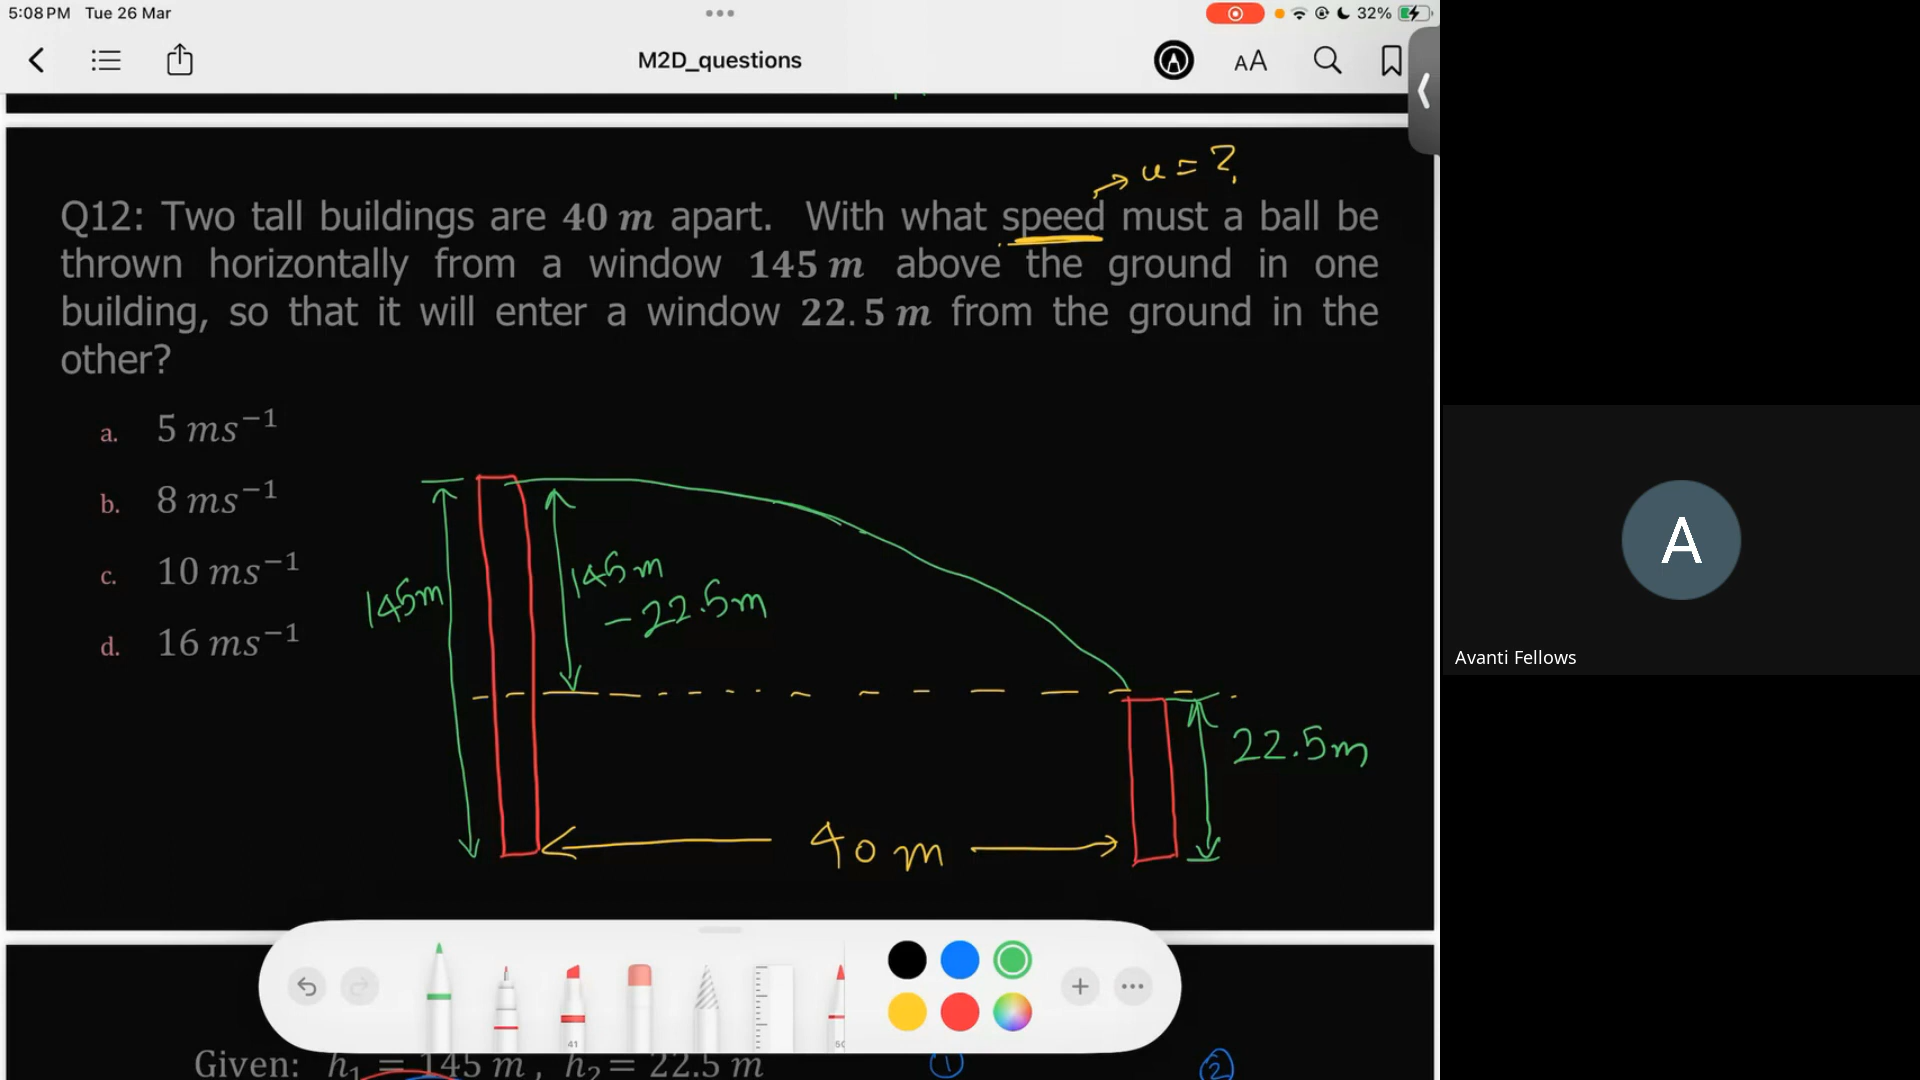 5:08 PM Tue 26 Mar
32%
M2D_questions
AA
u = ?
Q12: Two tall buildings are 40 m apart. With what speed must a ball be
thrown horizontally from a window 145 m above the ground in one
building, so that it will enter a window 22.5 m from the ground in the
other?
a. 5 ms⁻¹
b. 8 ms⁻¹
c. 10 ms⁻¹
d. 16 ms⁻¹
145m
145m
-22.5m
22.5m
40 m
A
Avanti Fellows
41
Given: h₁ = 145 m, h₂ = 22.5 m
1
2